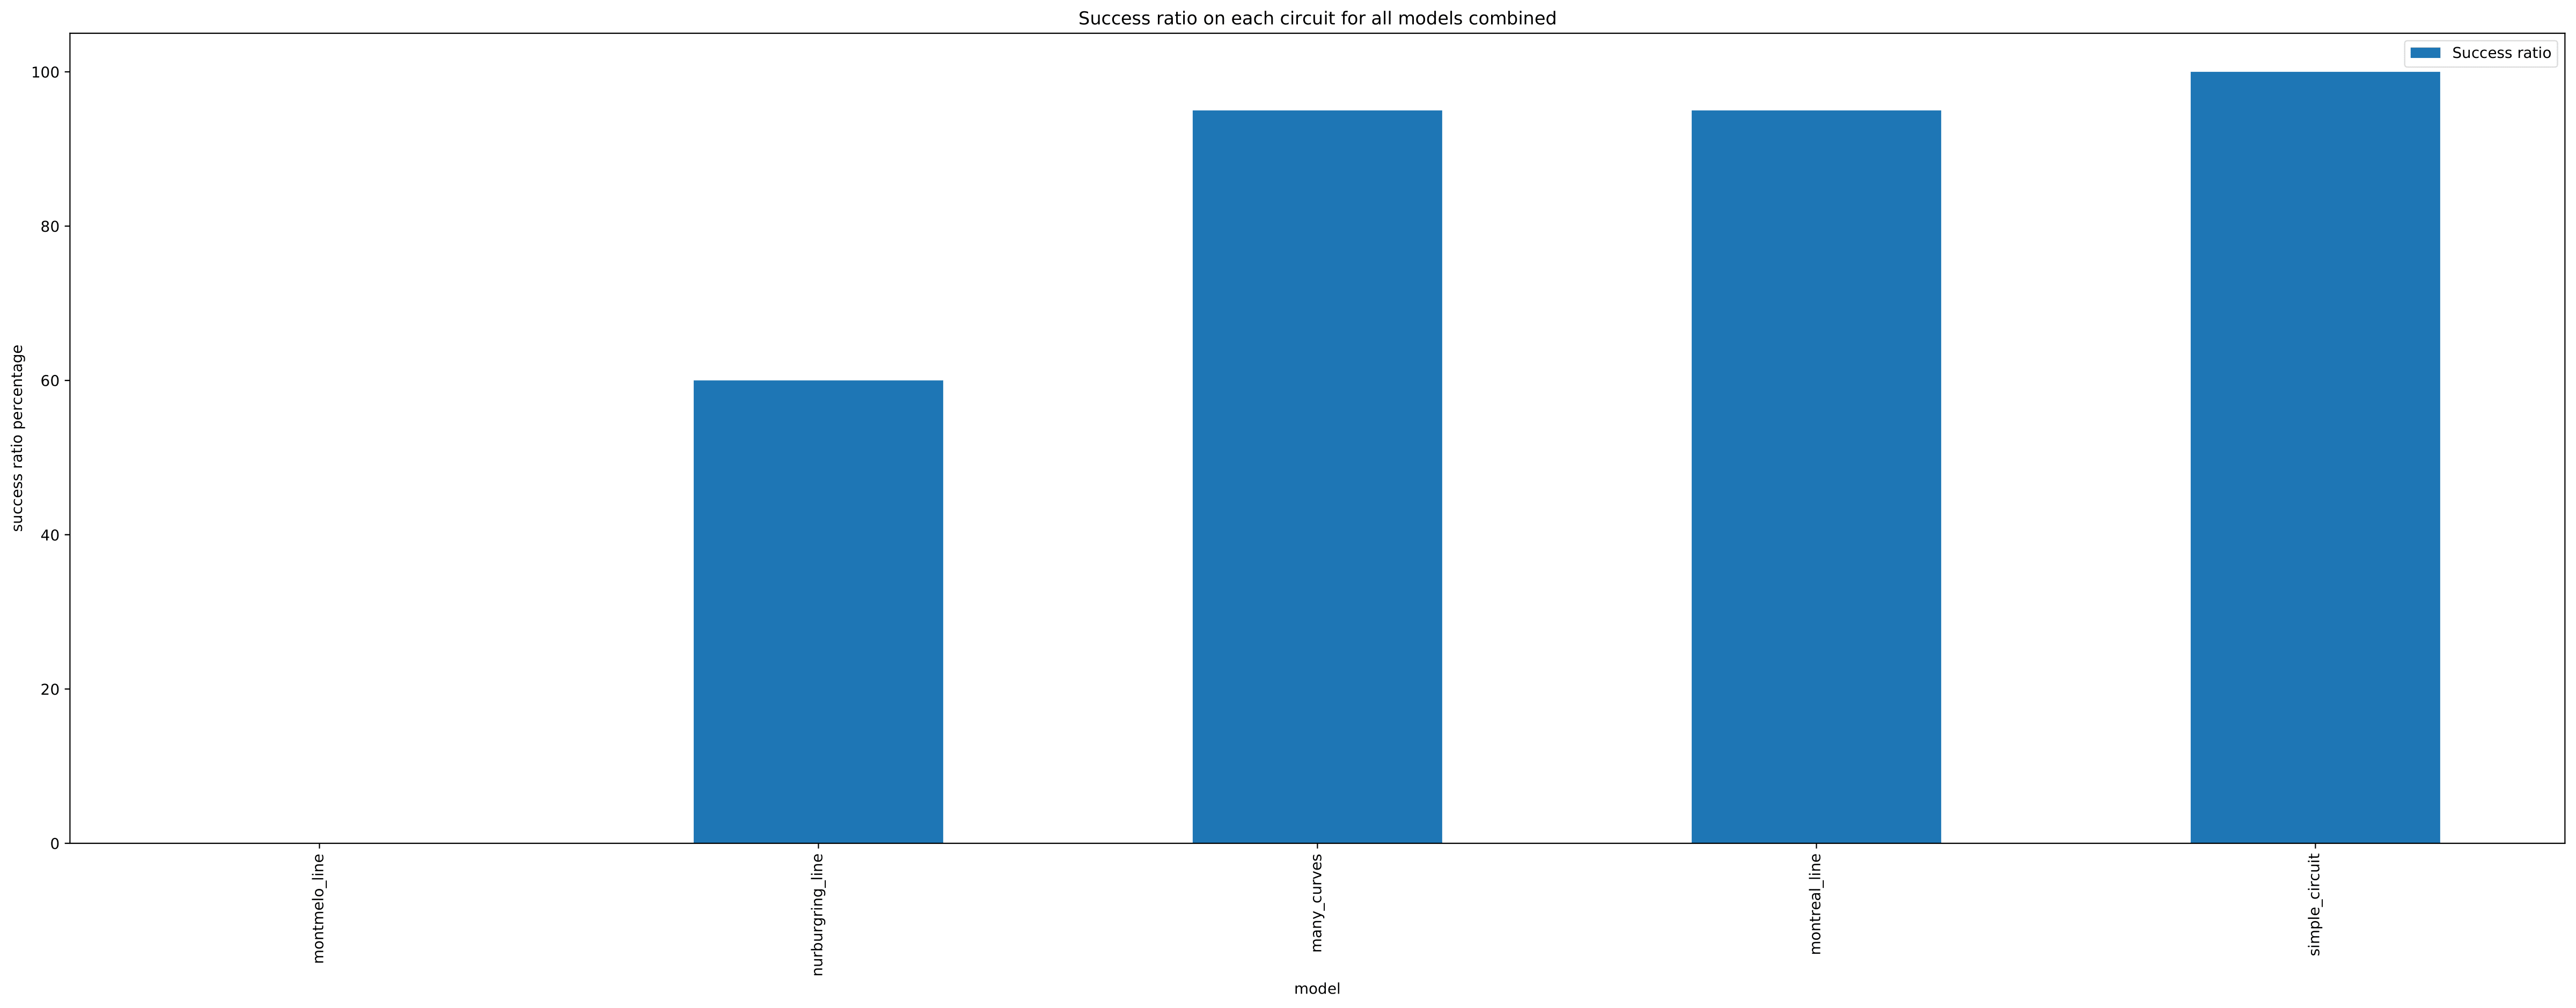 Success ratio on each circuit for all models combined
Success ratio
100
80
60
40
20
0
success ratio percentage
montmelo_line
nurburgring_line
many_curves
montreal_line
simple_circuit
model